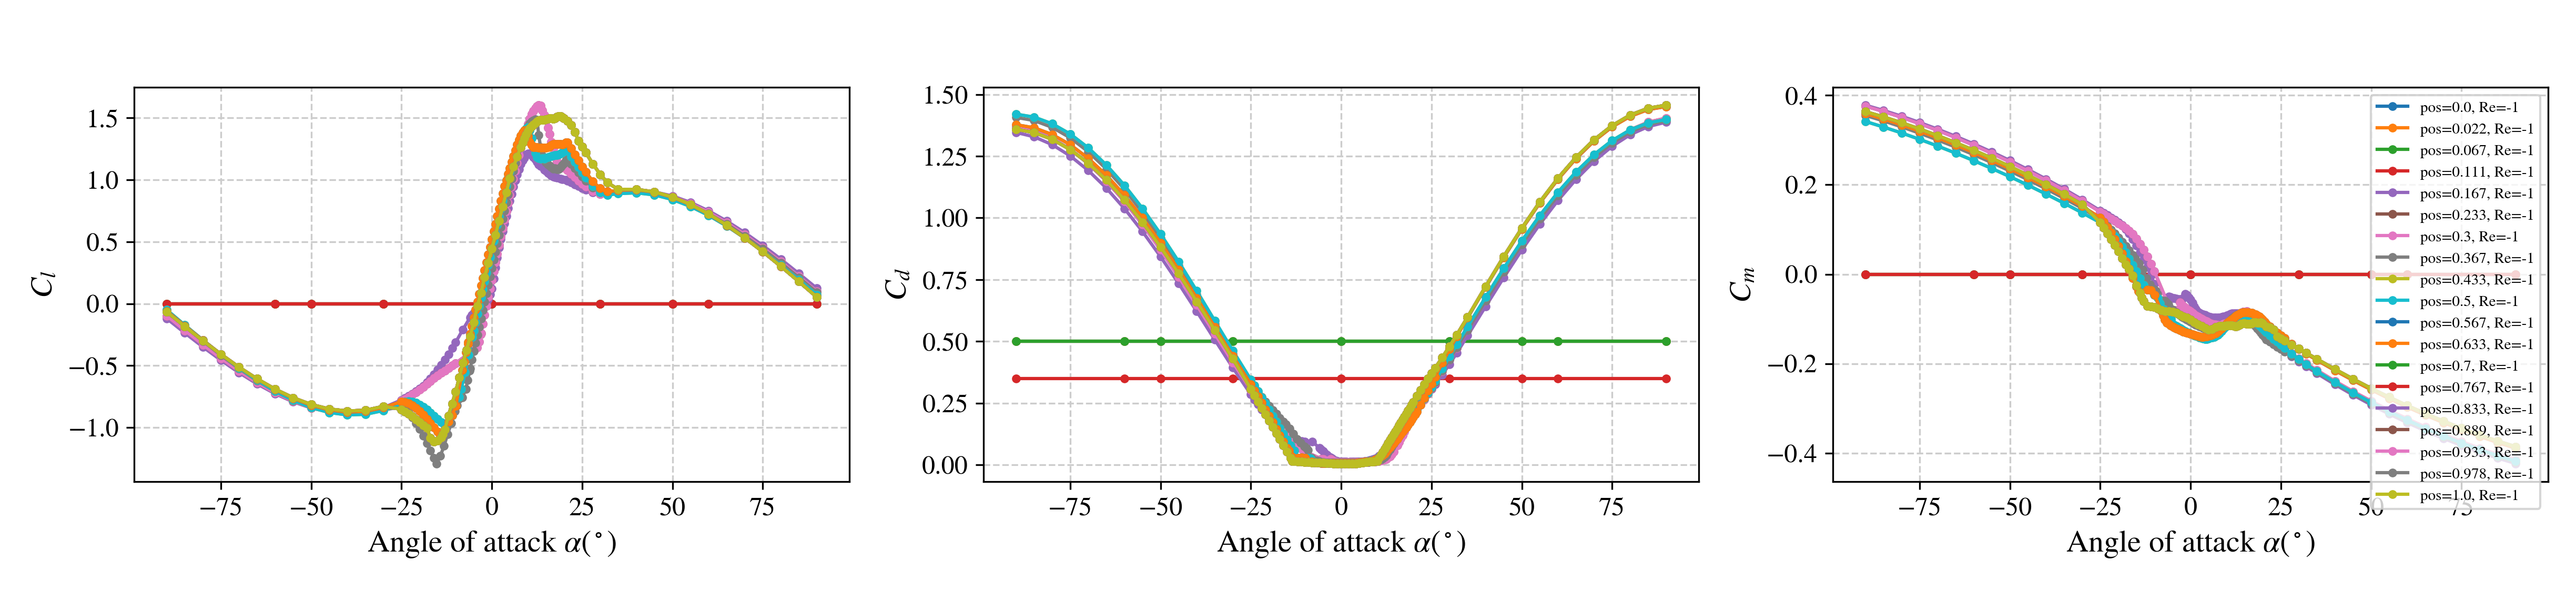 1.5
1.0
0.5
0.0
−0.5
−1.0
C_l
−75 −50 −25 0 25 50 75
Angle of attack α(°)
1.50
1.25
1.00
0.75
0.50
0.25
0.00
C_d
−75 −50 −25 0 25 50 75
Angle of attack α(°)
0.4
0.2
0.0
−0.2
−0.4
C_m
−75 −50 −25 0 25 50 75
Angle of attack α(°)
pos=0.0, Re=-1
pos=0.022, Re=-1
pos=0.067, Re=-1
pos=0.111, Re=-1
pos=0.167, Re=-1
pos=0.233, Re=-1
pos=0.3, Re=-1
pos=0.367, Re=-1
pos=0.433, Re=-1
pos=0.5, Re=-1
pos=0.567, Re=-1
pos=0.633, Re=-1
pos=0.7, Re=-1
pos=0.767, Re=-1
pos=0.833, Re=-1
pos=0.889, Re=-1
pos=0.933, Re=-1
pos=0.978, Re=-1
pos=1.0, Re=-1